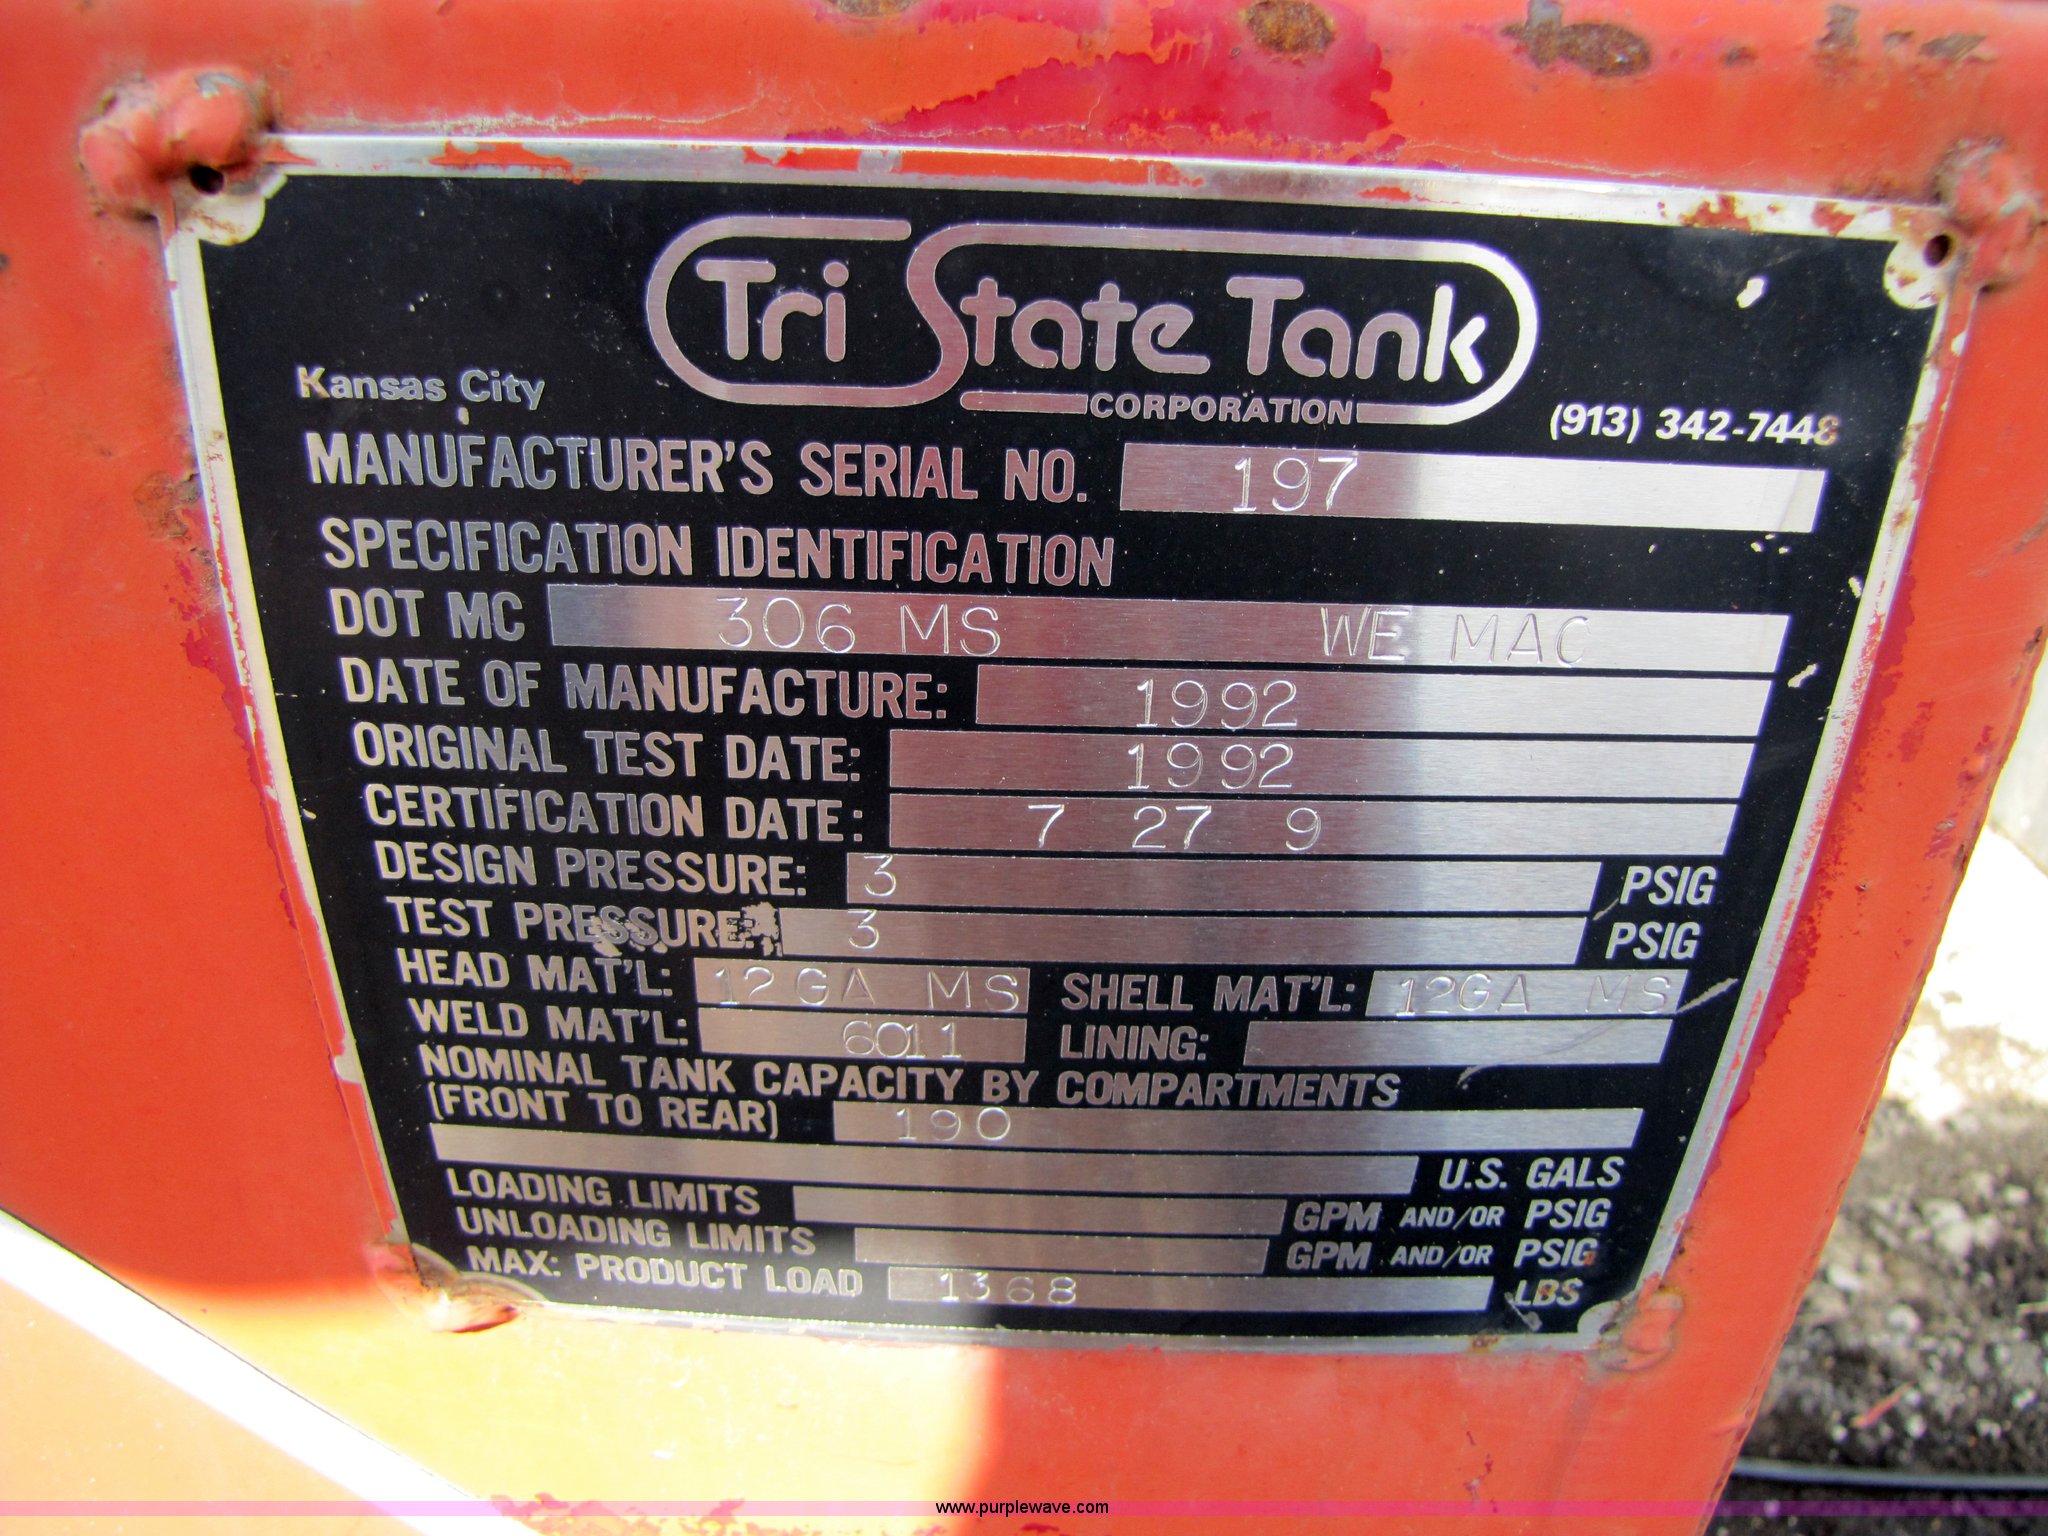 Tri State Tank
CORPORATION
Kansas City
(913) 342-7448
MANUFACTURER'S SERIAL NO. 197
SPECIFICATION IDENTIFICATION
DOT MC 306 MS WE MAC
DATE OF MANUFACTURE: 1992
ORIGINAL TEST DATE: 1992
CERTIFICATION DATE: 7 27 9
DESIGN PRESSURE: 3 PSIG
TEST PRESSURE: 3 PSIG
HEAD MAT'L: 12GA MS SHELL MAT'L: 12GA MS
WELD MAT'L: 6011 LINING:
NOMINAL TANK CAPACITY BY COMPARTMENTS
(FRONT TO REAR) 190
U.S. GALS
LOADING LIMITS GPM AND/OR PSIG
UNLOADING LIMITS GPM AND/OR PSIG
MAX: PRODUCT LOAD 1368 LBS
www.purplewave.com